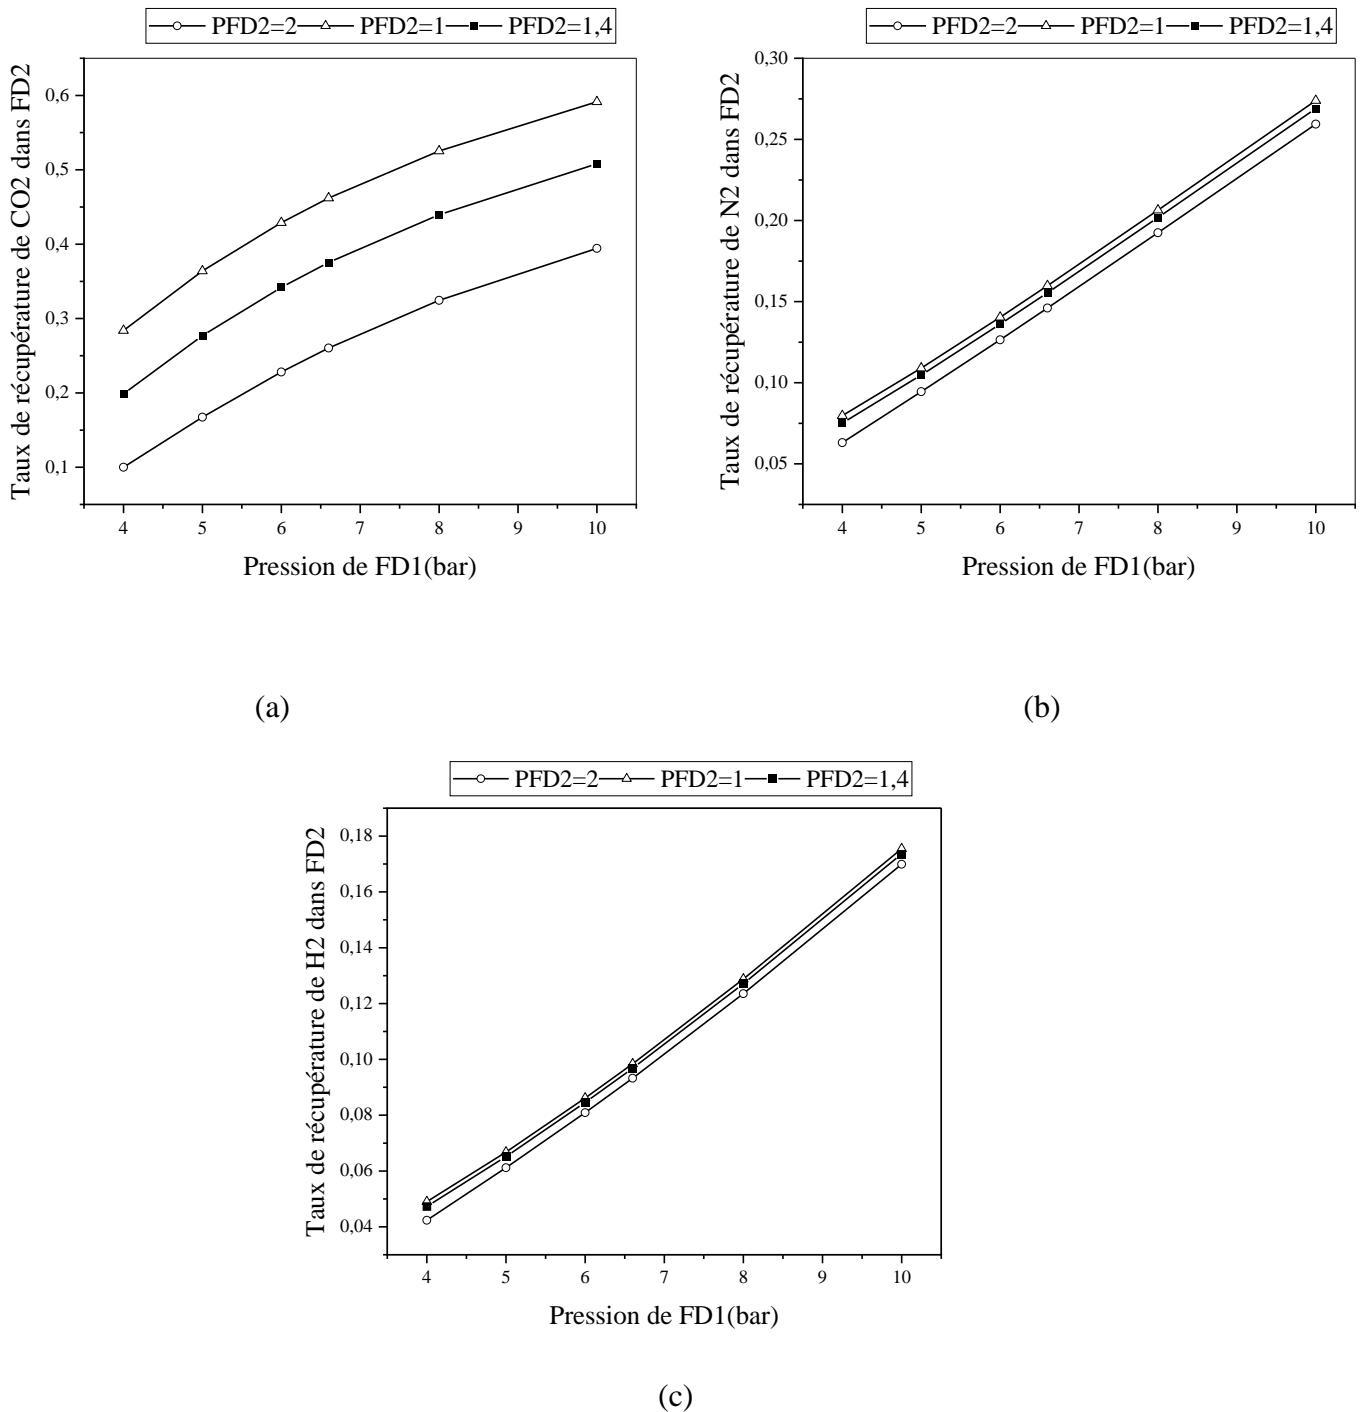 PFD2=2 PFD2=1 PFD2=1,4
Taux de récupérature de CO2 dans FD2
0,6
0,5
0,4
0,3
0,2
0,1
4 5 6 7 8 9 10
Pression de FD1(bar)
(a)
PFD2=2 PFD2=1 PFD2=1,4
Taux de récupérature de N2 dans FD2
0,30
0,25
0,20
0,15
0,10
0,05
4 5 6 7 8 9 10
Pression de FD1(bar)
(b)
PFD2=2 PFD2=1 PFD2=1,4
Taux de récupérature de H2 dans FD2
0,18
0,16
0,14
0,12
0,10
0,08
0,06
0,04
4 5 6 7 8 9 10
Pression de FD1(bar)
(c)